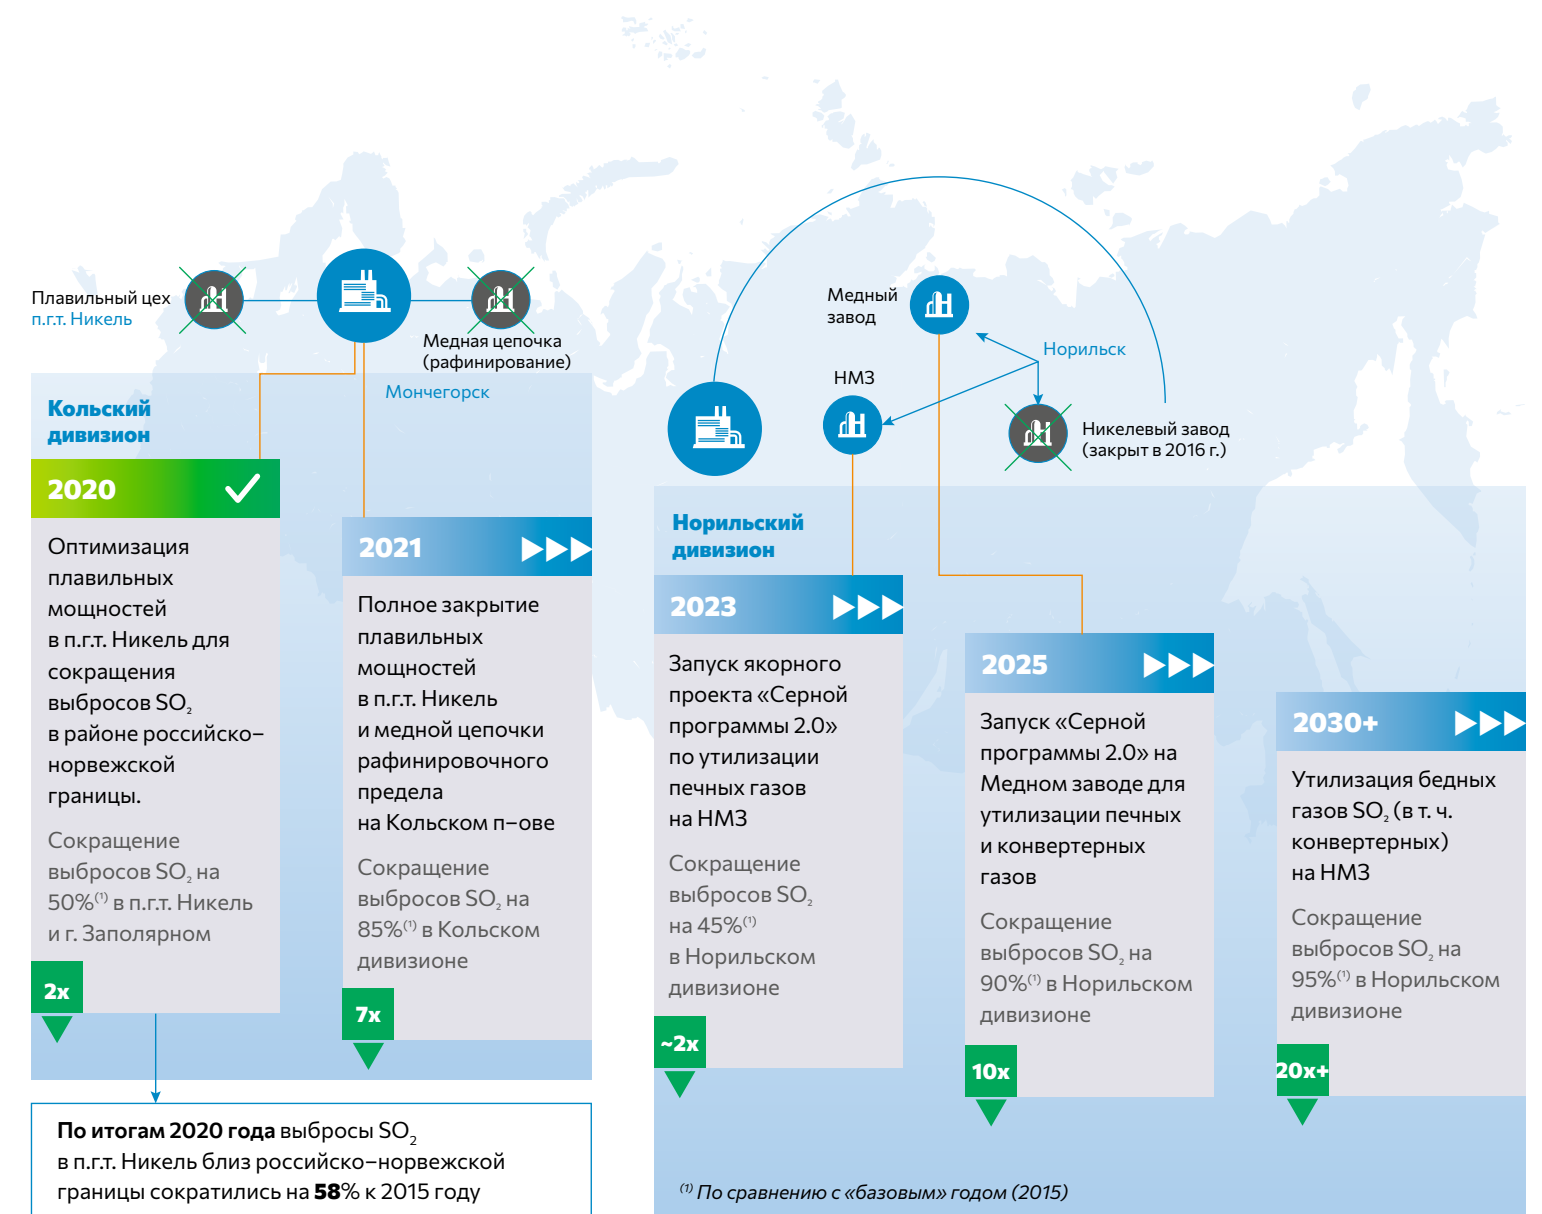 Плавильный цех
п.г.т. Никель
Медная цепочка
(рафинирование)
Мончегорск
Медный
завод
Норильск
НМЗ
Никелевый завод
(закрыт в 2016 г.)
Кольский
дивизион
2020
Оптимизация
плавильных
мощностей
в п.г.т. Никель для
сокращения
выбросов SO₂
в районе российско–
норвежской
границы.
Сокращение
выбросов SO₂ на
50%⁽¹⁾ в п.г.т. Никель
и г. Заполярном
2x
2021
Полное закрытие
плавильных
мощностей
в п.г.т. Никель
и медной цепочки
рафинировочного
предела
на Кольском п–ове
Сокращение
выбросов SO₂ на
85%⁽¹⁾ в Кольском
дивизионе
7x
По итогам 2020 года выбросы SO₂
в п.г.т. Никель близ российско–норвежской
границы сократились на 58% к 2015 году
Норильский
дивизион
2023
Запуск якорного
проекта «Серной
программы 2.0»
по утилизации
печных газов
на НМЗ
Сокращение
выбросов SO₂
на 45%⁽¹⁾
в Норильском
дивизионе
~2x
2025
Запуск «Серной
программы 2.0» на
Медном заводе для
утилизации печных
и конвертерных
газов
Сокращение
выбросов SO₂ на
90%⁽¹⁾ в Норильском
дивизионе
10x
2030+
Утилизация бедных
газов SO₂ (в т. ч.
конвертерных)
на НМЗ
Сокращение
выбросов SO₂ на
95%⁽¹⁾ в Норильском
дивизионе
20x+
⁽¹⁾ По сравнению с «базовым» годом (2015)